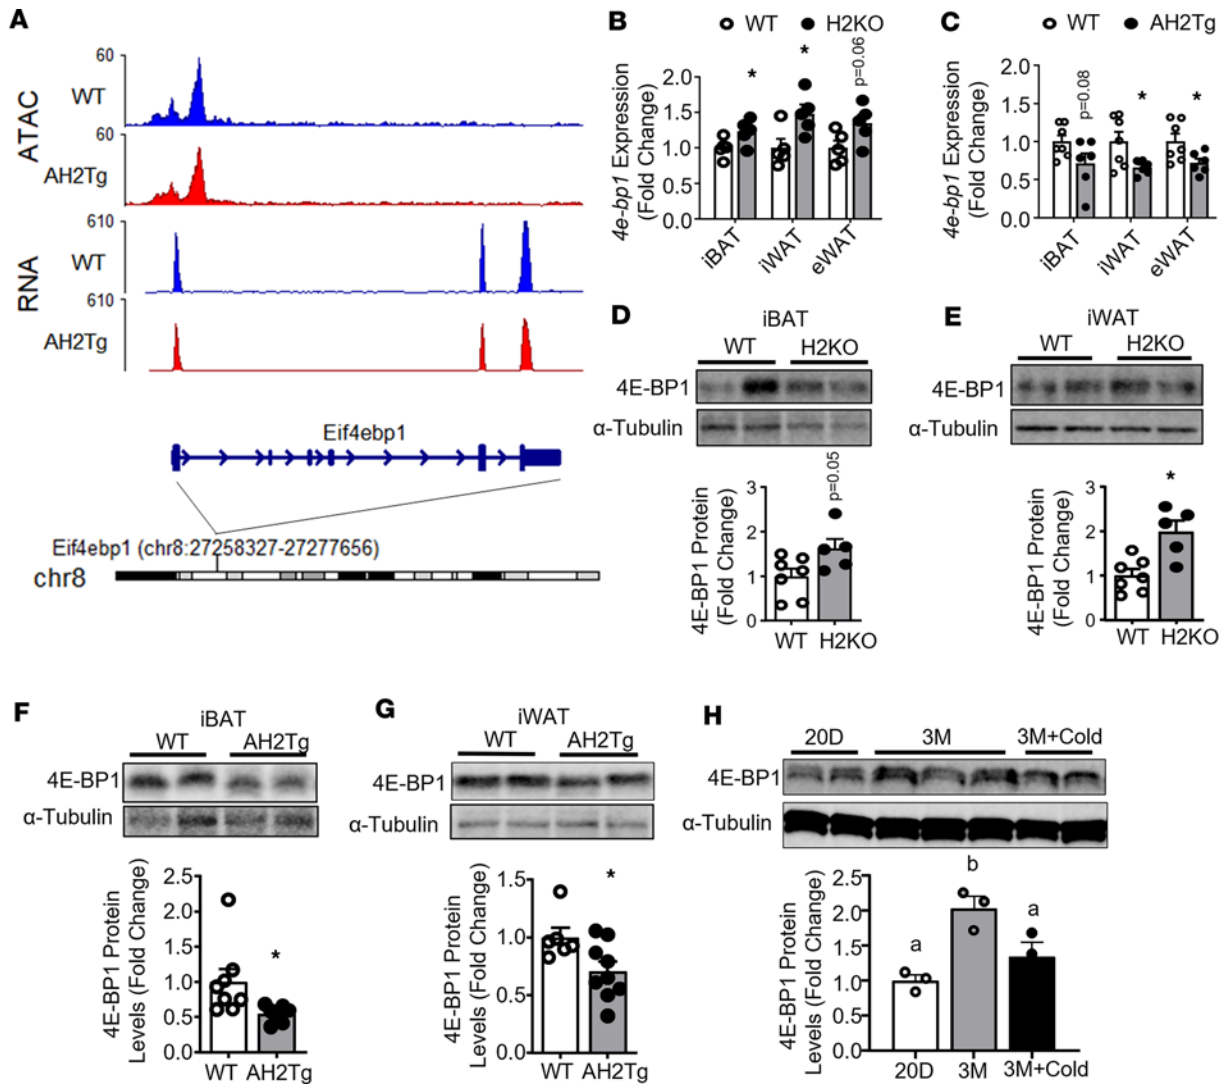 A
ATAC
60
WT
60
AH2Tg
RNA
610
WT
610
AH2Tg
Eif4ebp1
Eif4ebp1 (chr8:27258327-27277656)
chr8
B
WT H2KO
4e-bp1 Expression
(Fold Change)
2.0
1.5
1.0
0.5
0.0
*
*
p=0.06
iBAT
iWAT
eWAT
C
WT AH2Tg
4e-bp1 Expression
(Fold Change)
2.0
1.5
1.0
0.5
0.0
p=0.08
*
*
iBAT
iWAT
eWAT
D
iBAT
WT H2KO
4E-BP1
α-Tubulin
4E-BP1 Protein
(Fold Change)
3
2
1
0
p=0.05
WT H2KO
E
iWAT
WT H2KO
4E-BP1
α-Tubulin
4E-BP1 Protein
(Fold Change)
3
2
1
0
*
WT H2KO
F
iBAT
WT AH2Tg
4E-BP1
α-Tubulin
4E-BP1 Protein
Levels (Fold Change)
2.5
2.0
1.5
1.0
0.5
0.0
*
WT AH2Tg
G
iWAT
WT AH2Tg
4E-BP1
α-Tubulin
4E-BP1 Protein
Levels (Fold Change)
1.5
1.0
0.5
0.0
*
WT AH2Tg
H
20D 3M 3M+Cold
4E-BP1
α-Tubulin
4E-BP1 Protein
Levels (Fold Change)
2.5
2.0
1.5
1.0
0.5
0.0
a
b
a
20D 3M 3M+Cold